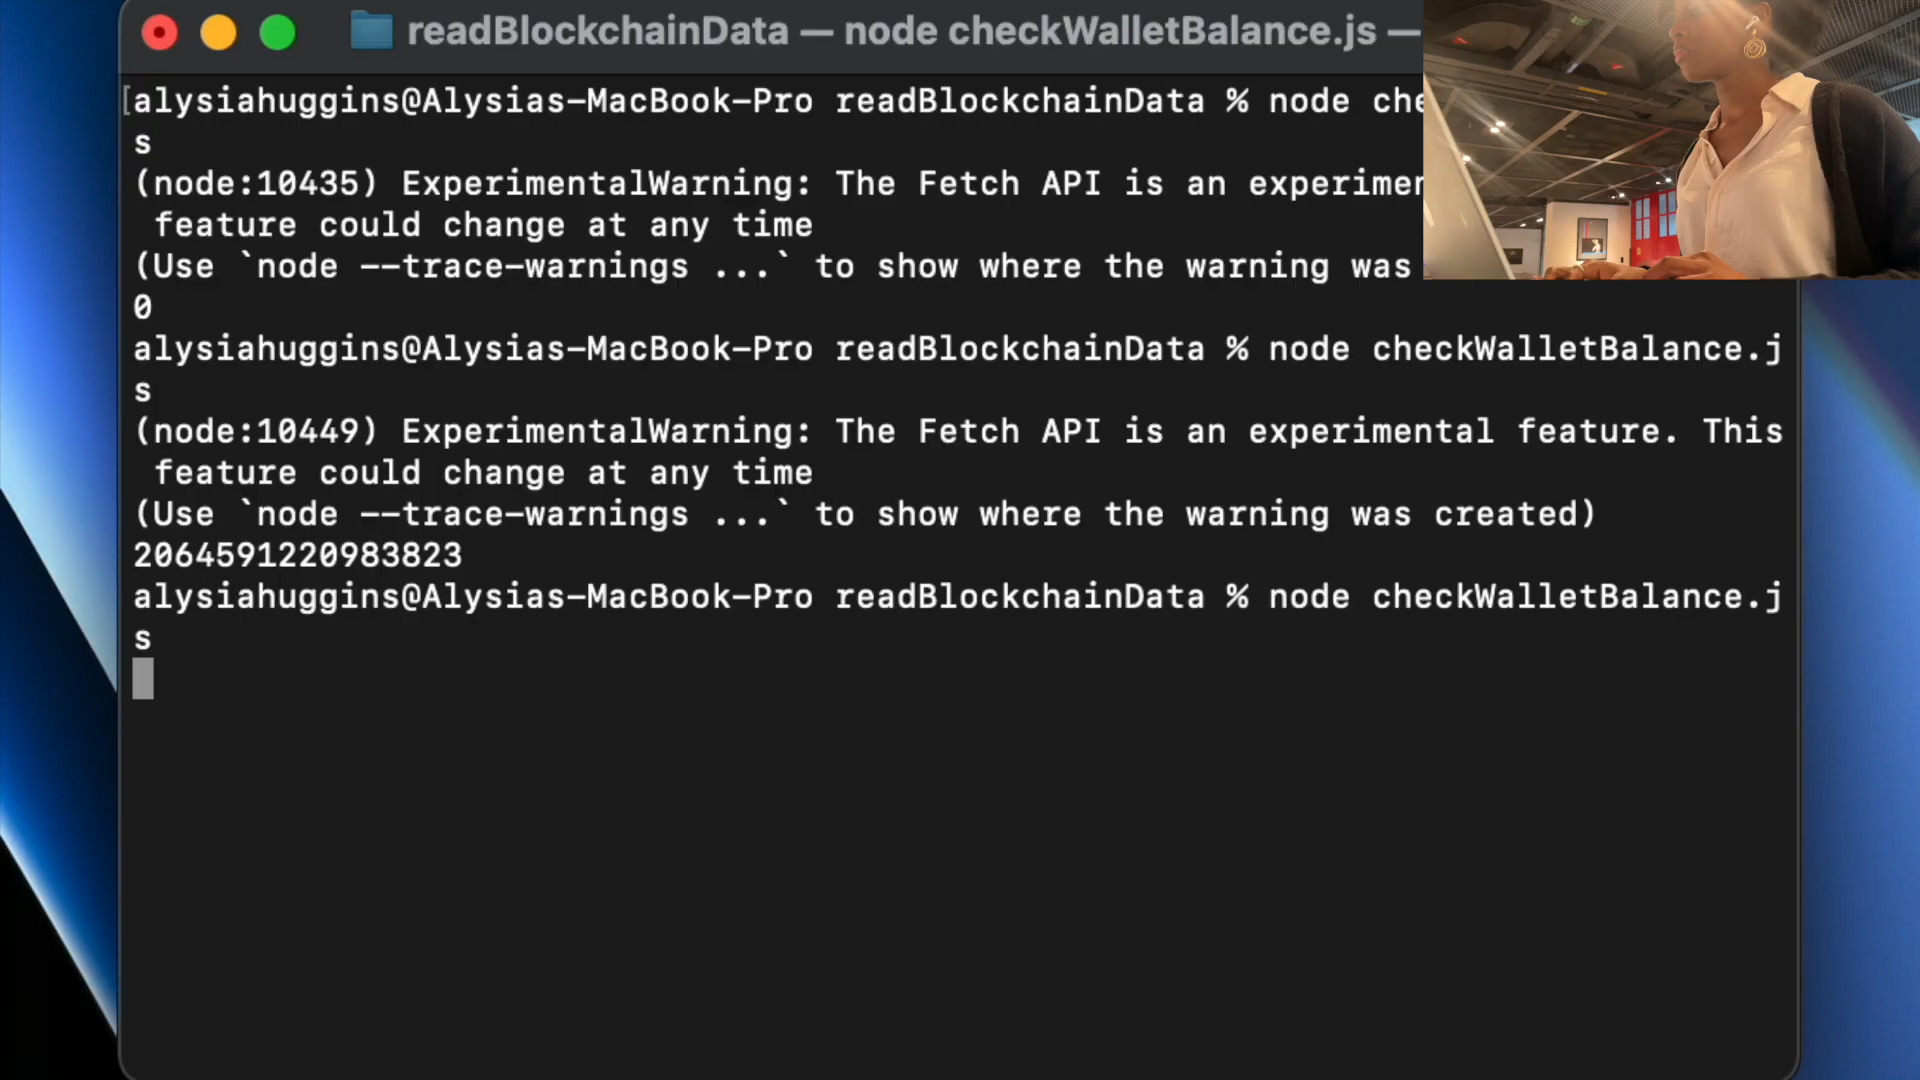 readBlockchainData — node checkWalletBalance.js —
alysiahuggins@Alysias-MacBook-Pro readBlockchainData % node che
s
(node:10435) ExperimentalWarning: The Fetch API is an experimen
feature could change at any time
(Use `node --trace-warnings ...` to show where the warning was
0
alysiahuggins@Alysias-MacBook-Pro readBlockchainData % node checkWalletBalance.j
s
(node:10449) ExperimentalWarning: The Fetch API is an experimental feature. This
feature could change at any time
(Use `node --trace-warnings ...` to show where the warning was created)
2064591220983823
alysiahuggins@Alysias-MacBook-Pro readBlockchainData % node checkWalletBalance.j
s